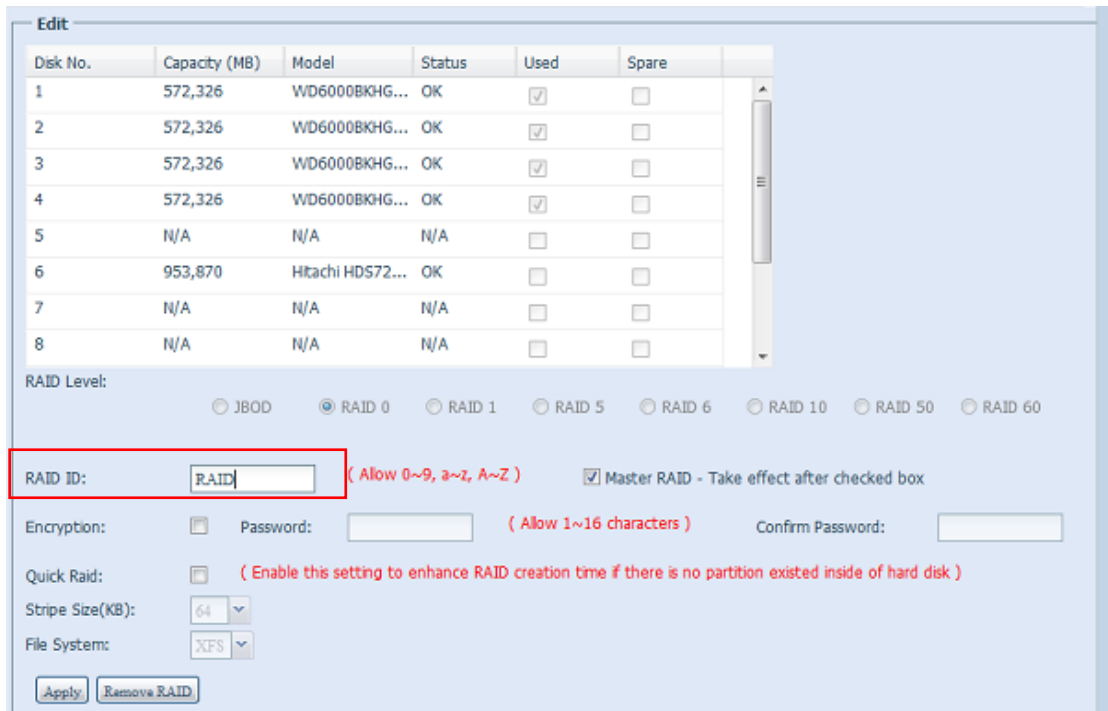 Edit
Disk No. Capacity (MB) Model Status Used Spare
1 572,326 WD6000BKHG... OK
2 572,326 WD6000BKHG... OK
3 572,326 WD6000BKHG... OK
4 572,326 WD6000BKHG... OK
5 N/A N/A N/A
6 953,870 Hitachi HDS72... OK
7 N/A N/A N/A
8 N/A N/A N/A
RAID Level:
JBOD RAID 0 RAID 1 RAID 5 RAID 6 RAID 10 RAID 50 RAID 60
RAID ID: RAID ( Allow 0~9, a~z, A~Z ) Master RAID - Take effect after checked box
Encryption: Password: ( Allow 1~16 characters ) Confirm Password:
Quick Raid: ( Enable this setting to enhance RAID creation time if there is no partition existed inside of hard disk )
Stripe Size(KB): 64
File System: XFS
Apply Remove RAID